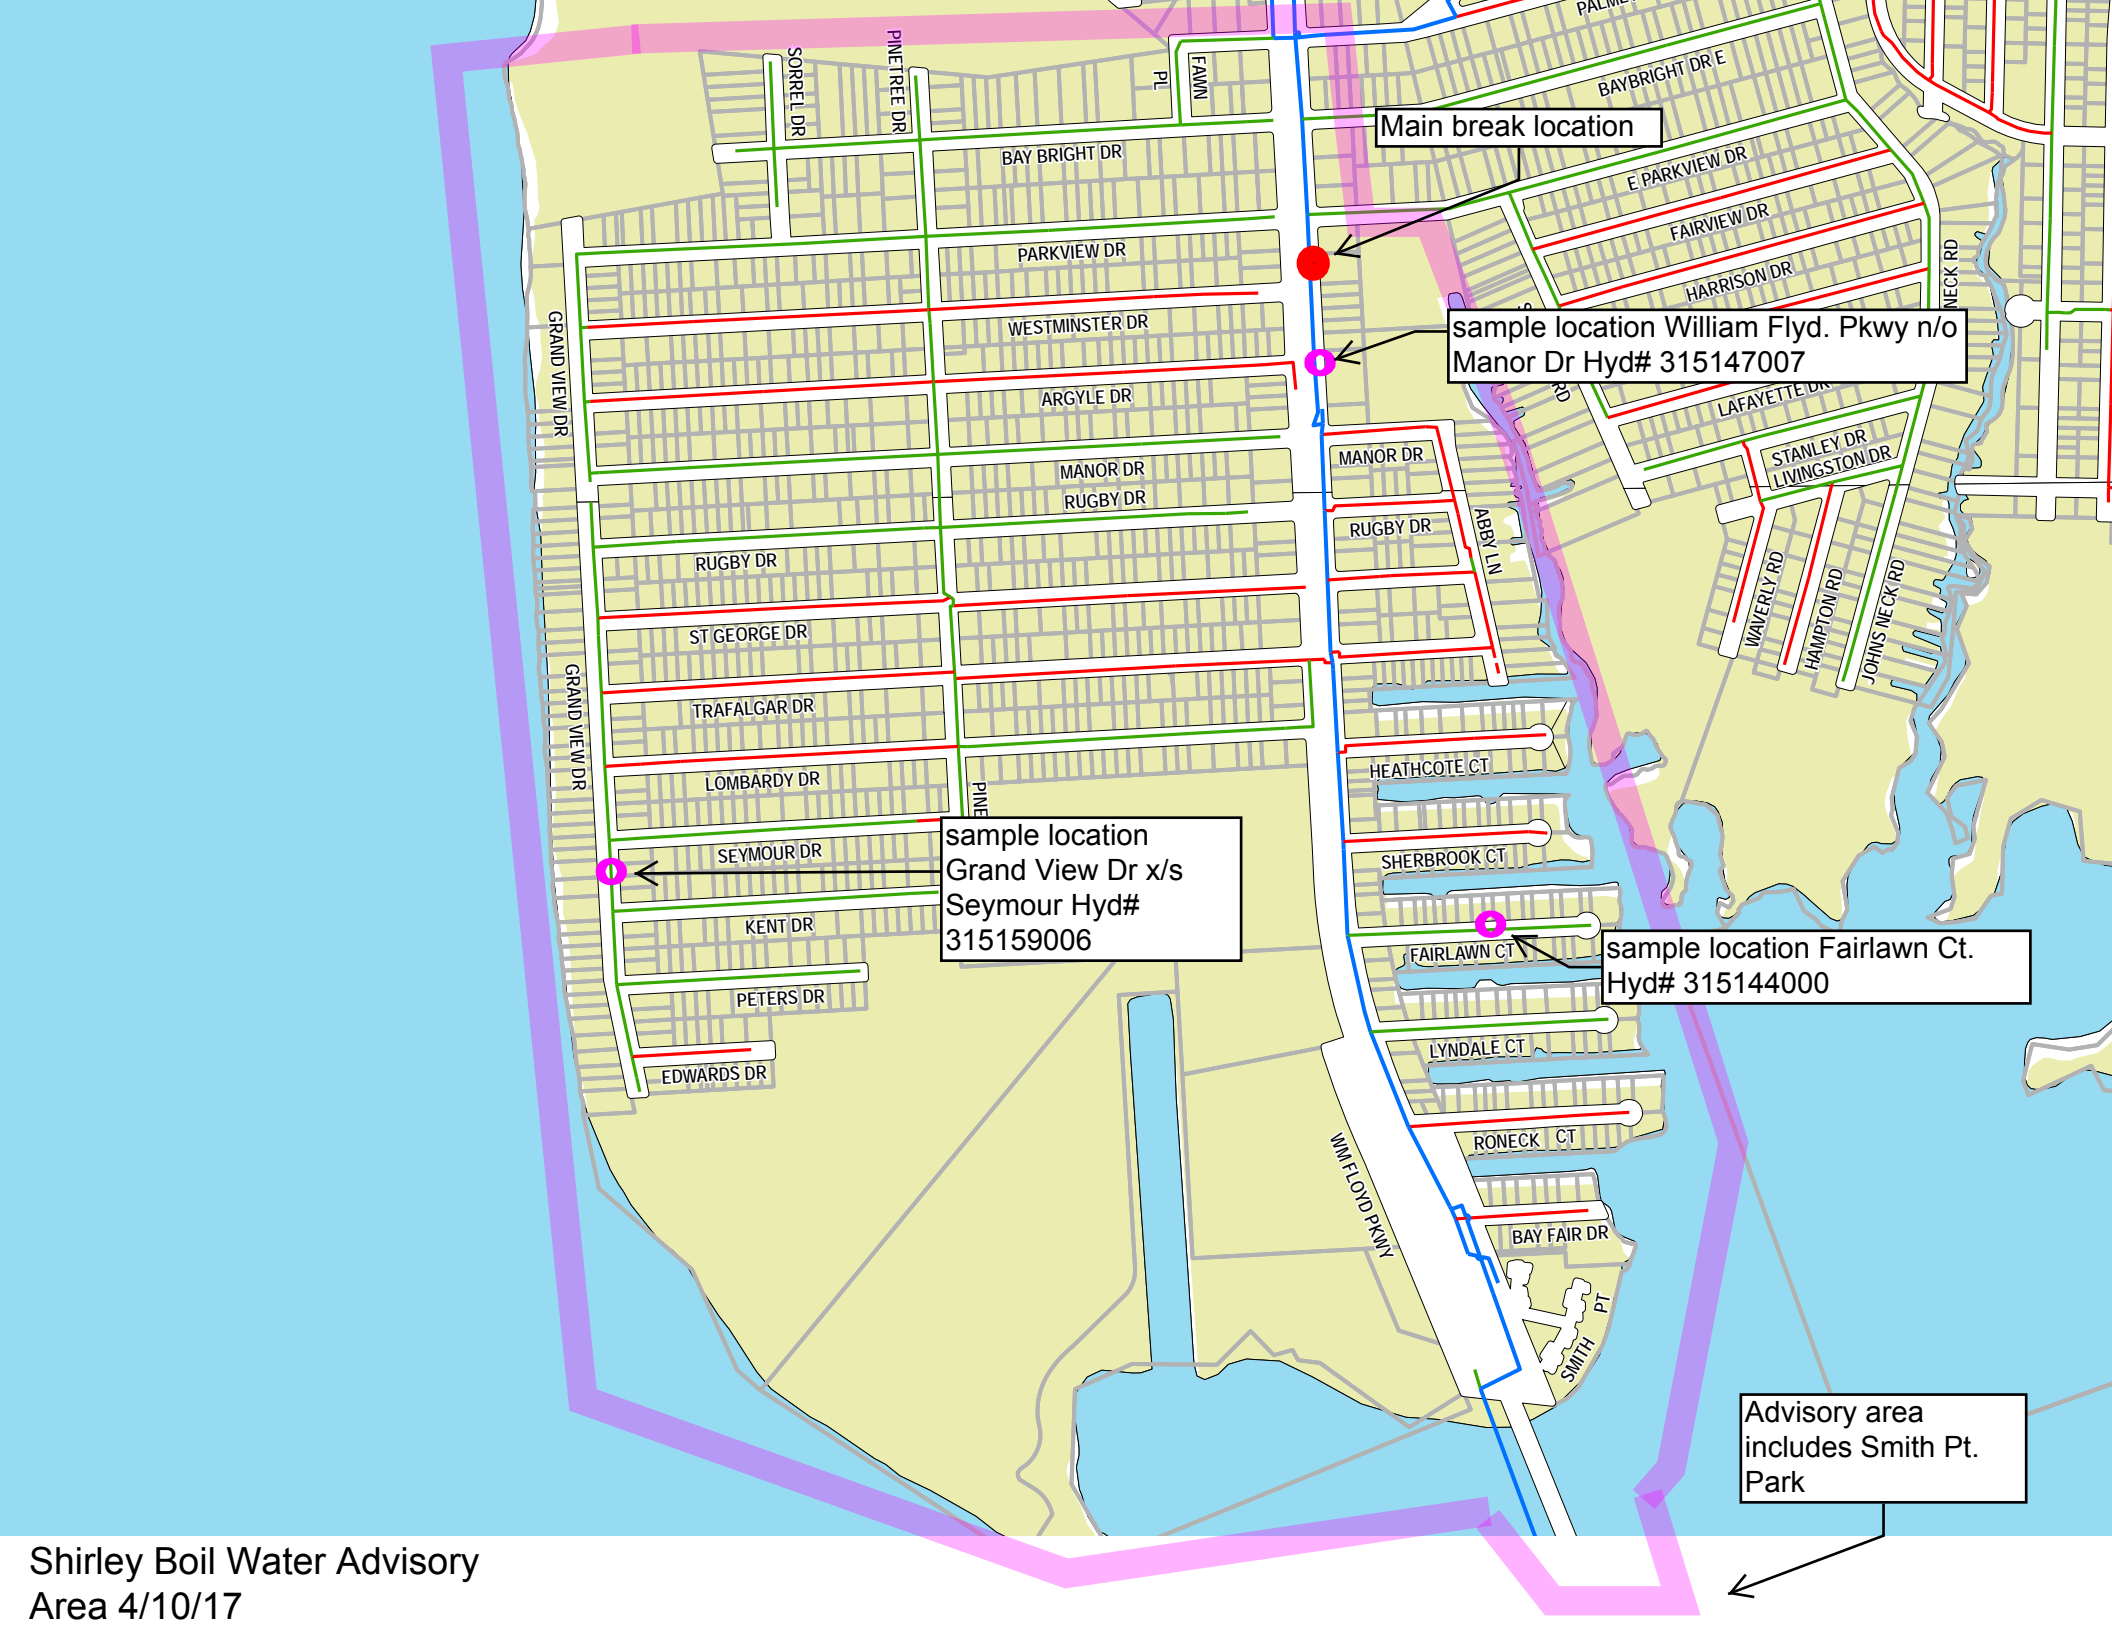 SORREL DR
PINETREE DR
PL
FAWN
BAYBRIGHT DR E
Main break location
BAY BRIGHT DR
E PARKVIEW DR
FAIRVIEW DR
PARKVIEW DR
HARRISON DR
NECK RD
GRAND VIEW DR
WESTMINSTER DR
sample location William Flyd. Pkwy n/o
Manor Dr Hyd# 315147007
RD
ARGYLE DR
LAFAYETTE DR
STANLEY DR
LIVINGSTON DR
MANOR DR
MANOR DR
RUGBY DR
RUGBY DR
ABBY LN
RUGBY DR
WAVERLY RD
HAMPTON RD
JOHNS NECK RD
ST GEORGE DR
GRAND VIEW DR
TRAFALGAR DR
HEATHCOTE CT
LOMBARDY DR
PINE
sample location
Grand View Dr x/s
Seymour Hyd#
315159006
SEYMOUR DR
SHERBROOK CT
KENT DR
FAIRLAWN CT
sample location Fairlawn Ct.
Hyd# 315144000
PETERS DR
LYNDALE CT
EDWARDS DR
RONECK CT
WM FLOYD PKWY
BAY FAIR DR
SMITH PT
Advisory area
includes Smith Pt.
Park
Shirley Boil Water Advisory
Area 4/10/17